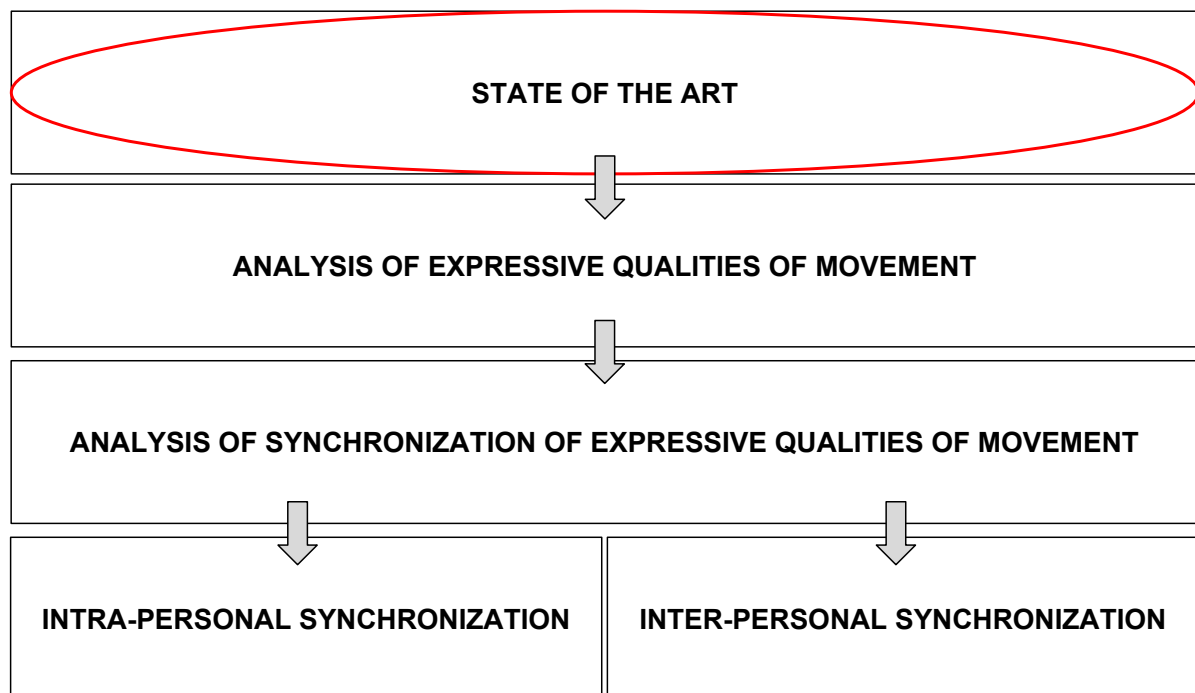 STATE OF THE ART
ANALYSIS OF EXPRESSIVE QUALITIES OF MOVEMENT
ANALYSIS OF SYNCHRONIZATION OF EXPRESSIVE QUALITIES OF MOVEMENT
INTRA-PERSONAL SYNCHRONIZATION
INTER-PERSONAL SYNCHRONIZATION